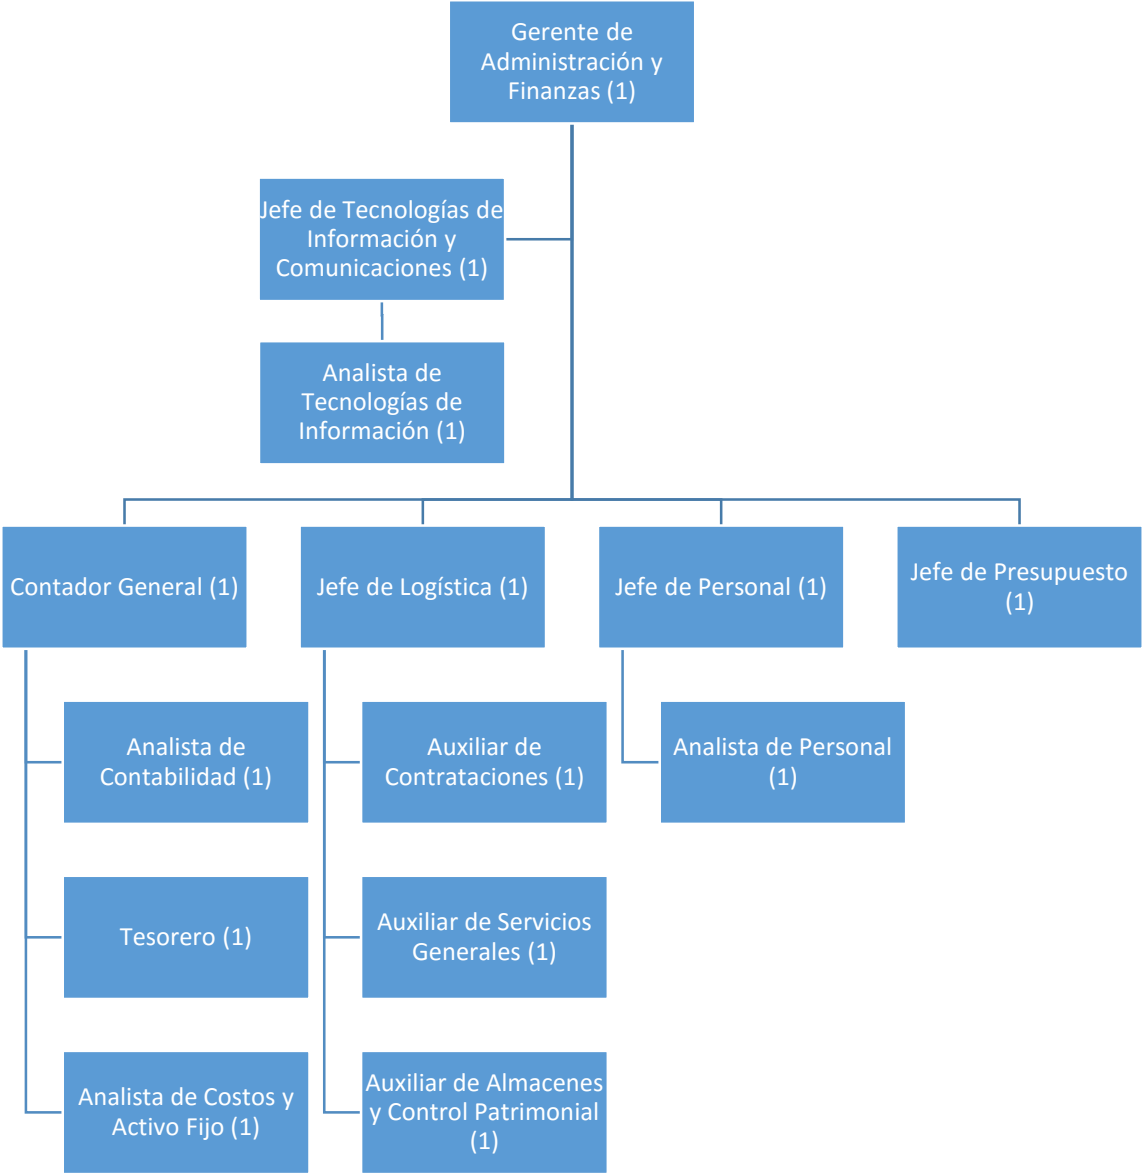 Gerente de
Administración y
Finanzas (1)
Jefe de Tecnologías de
Información y
Comunicaciones (1)
Analista de
Tecnologías de
Información (1)
Contador General (1)
Jefe de Logística (1)
Jefe de Personal (1)
Jefe de Presupuesto
(1)
Analista de
Contabilidad (1)
Auxiliar de
Contrataciones (1)
Analista de Personal
(1)
Tesorero (1)
Auxiliar de Servicios
Generales (1)
Analista de Costos y
Activo Fijo (1)
Auxiliar de Almacenes
y Control Patrimonial
(1)